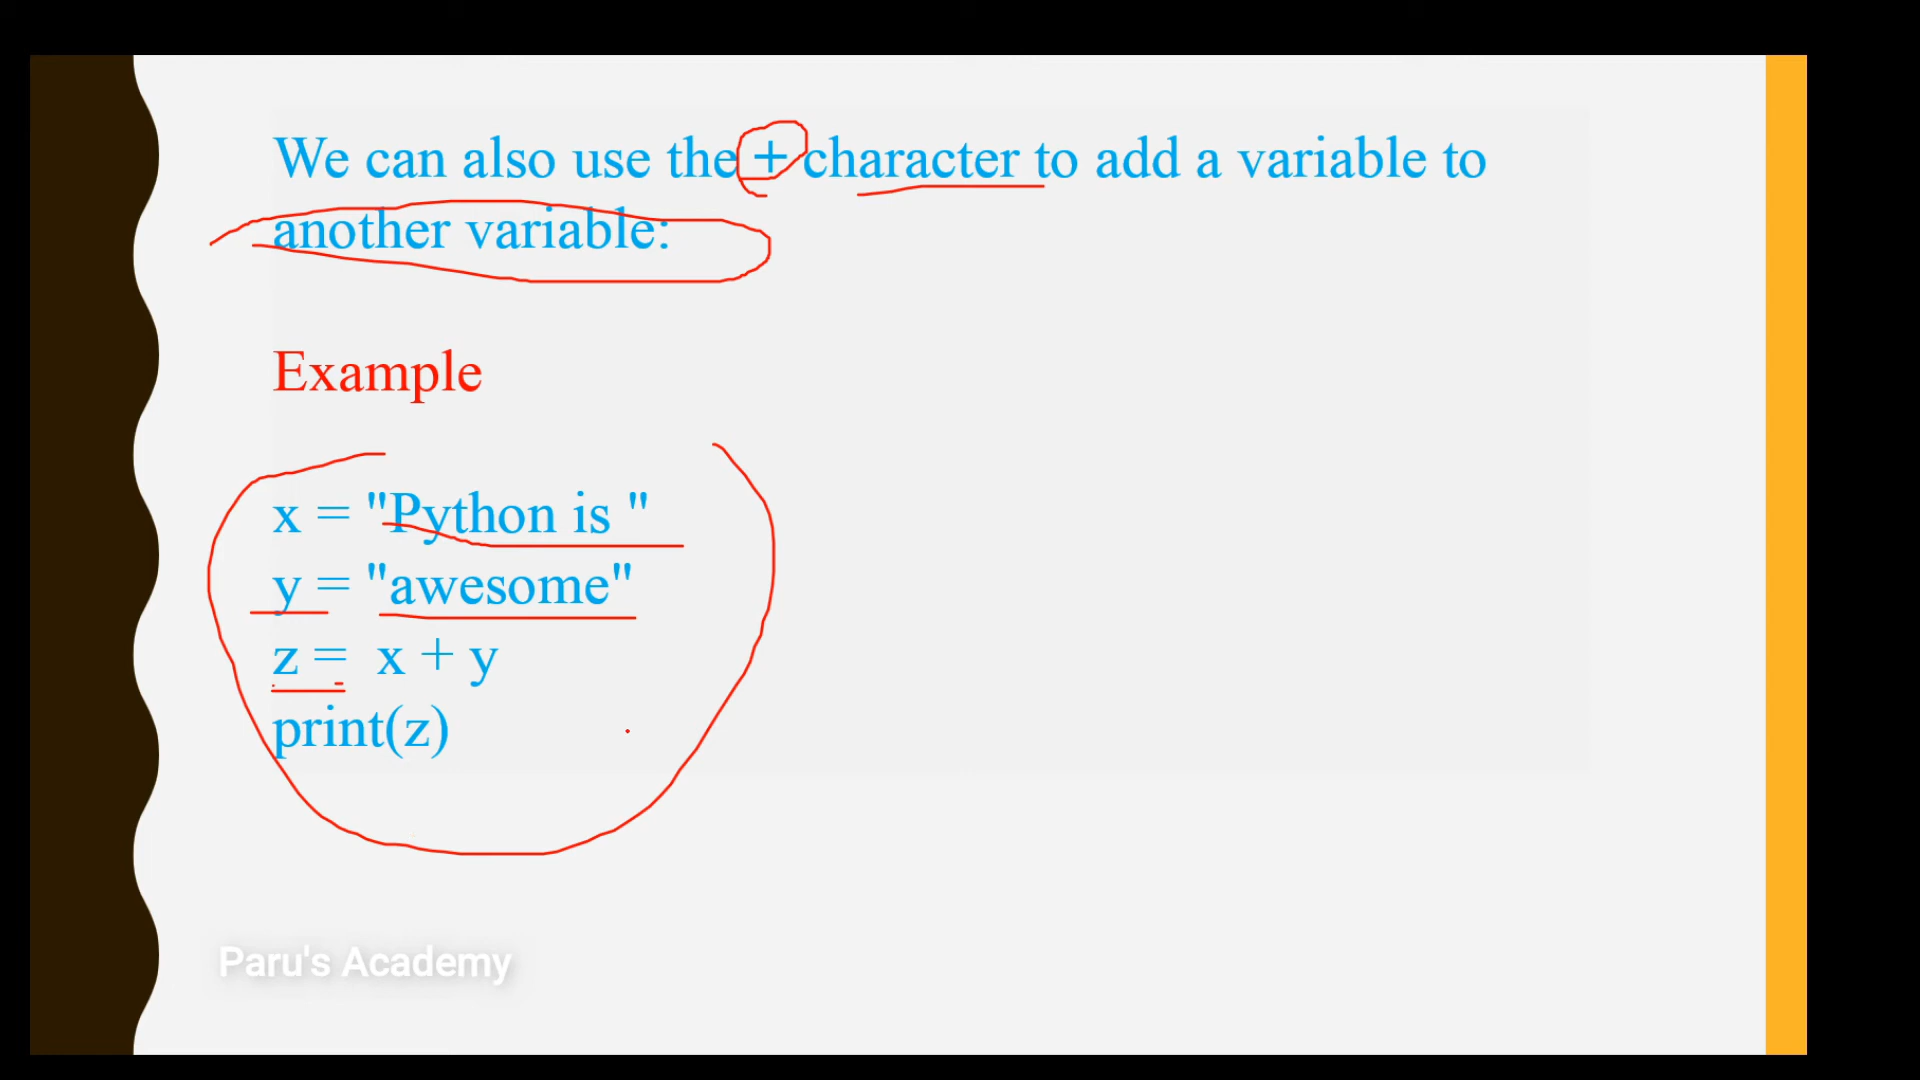 We can also use the + character to add a variable to
another variable:
Example
x = "Python is "
y = "awesome"
z =  x + y
print(z)
Paru's Academy